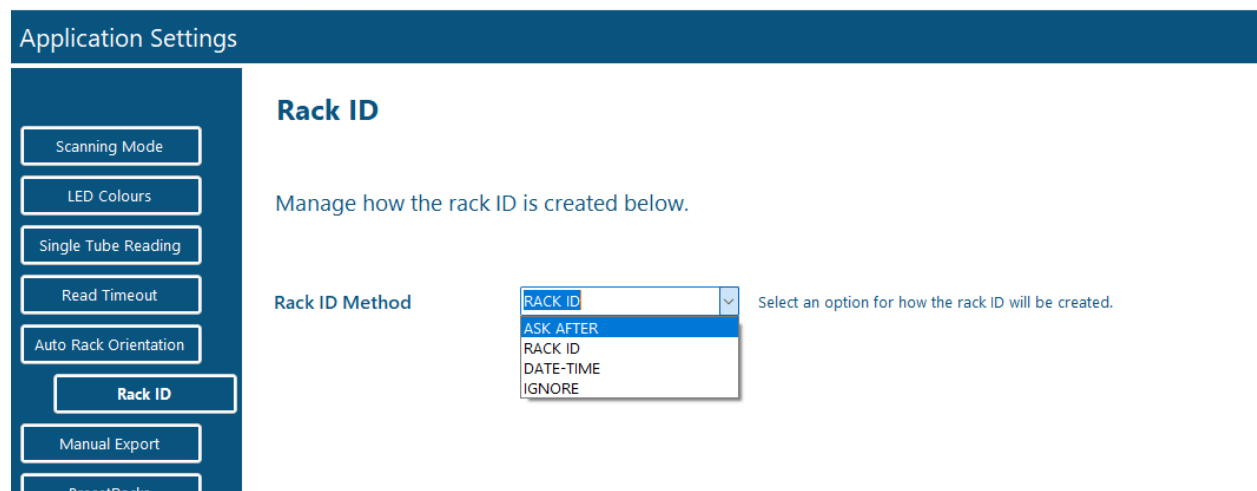 Application Settings
Scanning Mode
LED Colours
Single Tube Reading
Read Timeout
Auto Rack Orientation
Rack ID
Manual Export
Rack ID
Manage how the rack ID is created below.
Rack ID Method
RACK ID
Select an option for how the rack ID will be created.
ASK AFTER
RACK ID
DATE-TIME
IGNORE